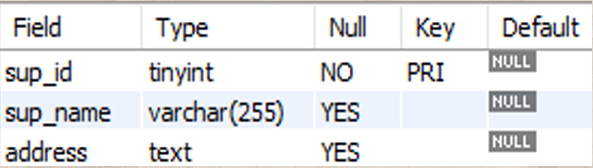 Field Type Null Key Default
sup_id tinyint NO PRI NULL
sup_name varchar(255) YES NULL
address text YES NULL